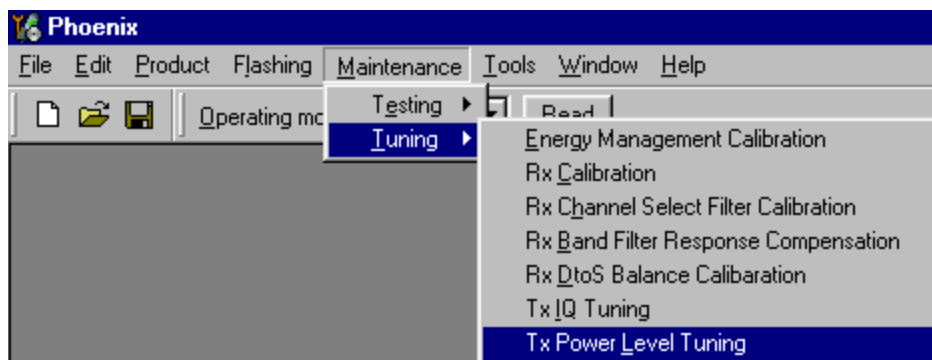 Phoenix
File Edit Product Flashing Maintenance Tools Window Help
Operating mo
Testing
Read
Tuning
Energy Management Calibration
Rx Calibration
Rx Channel Select Filter Calibration
Rx Band Filter Response Compensation
Rx DtoS Balance Calibaration
Tx IQ Tuning
Tx Power Level Tuning